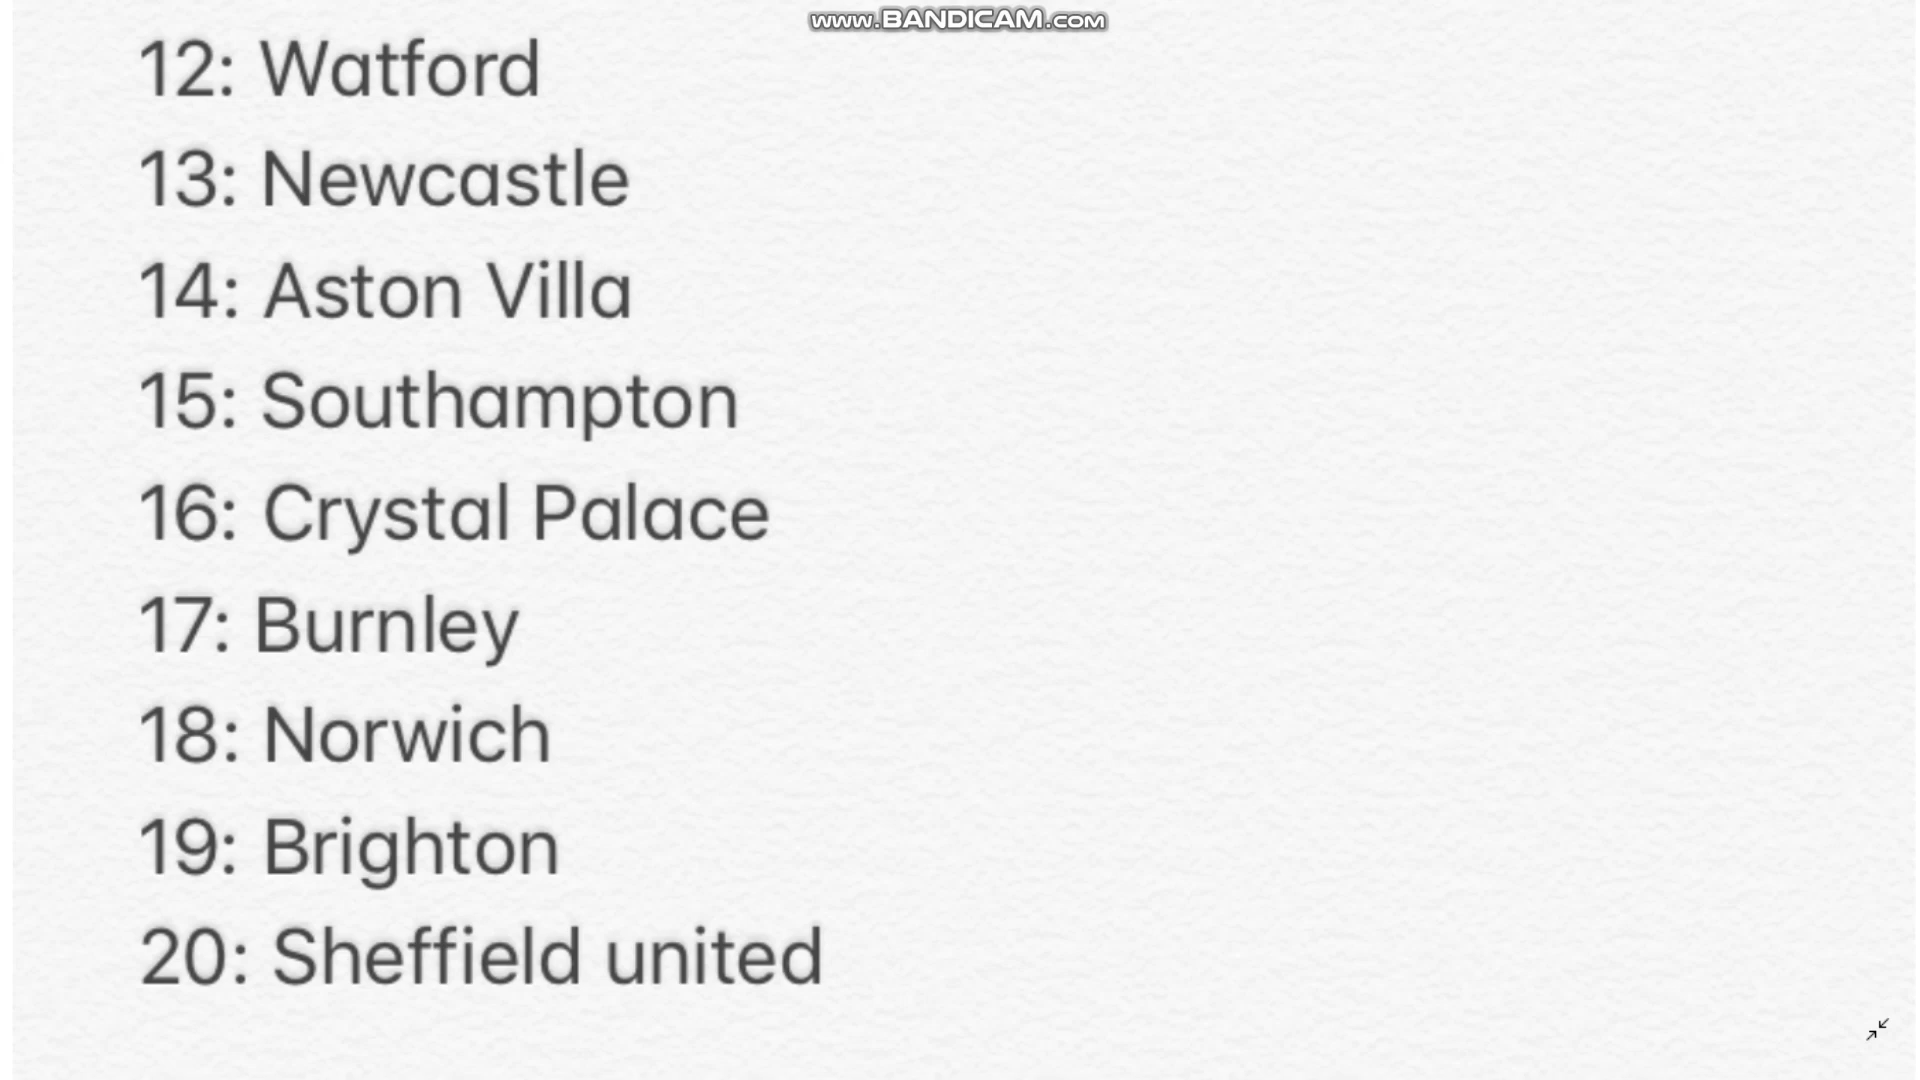 www.BANDICAM.com
12: Watford
13: Newcastle
14: Aston Villa
15: Southampton
16: Crystal Palace
17: Burnley
18: Norwich
19: Brighton
20: Sheffield united